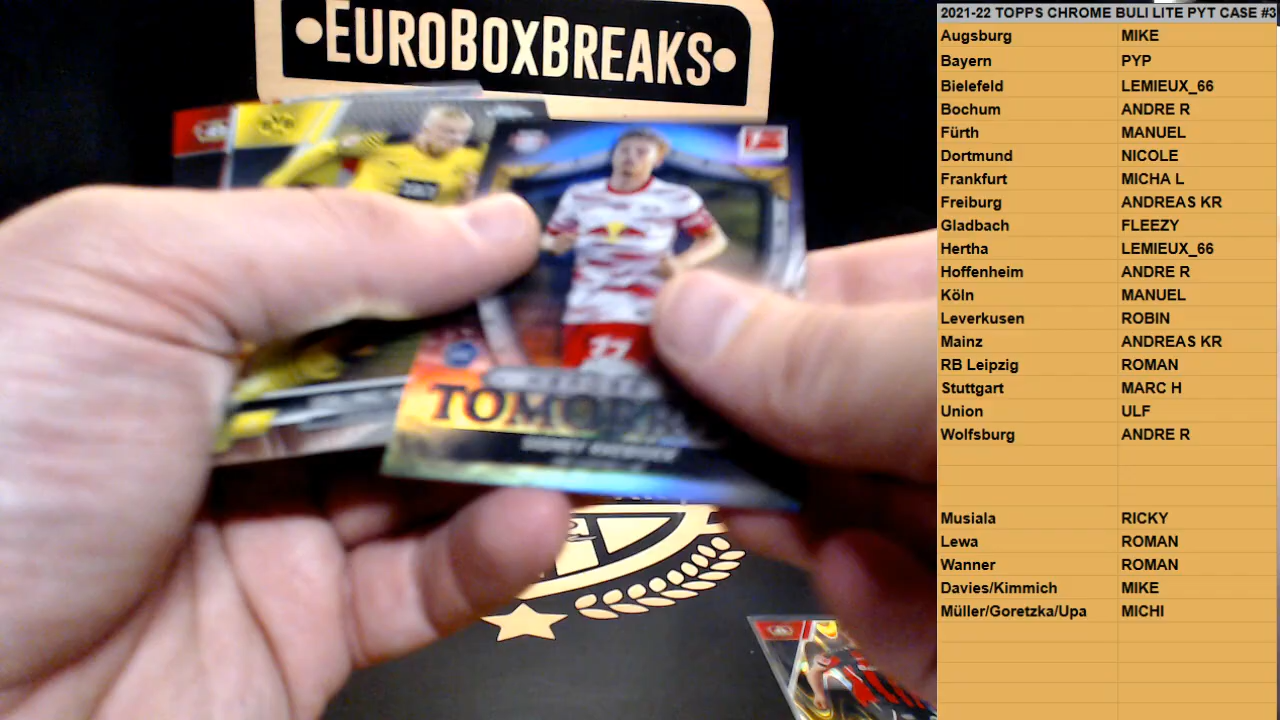 EUROBOXBREAKS
TOMORR
17
2021-22 TOPPS CHROME BULI LITE PYT CASE #3
Augsburg MIKE
Bayern PYP
Bielefeld LEMIEUX_66
Bochum ANDRE R
Fürth MANUEL
Dortmund NICOLE
Frankfurt MICHA L
Freiburg ANDREAS KR
Gladbach FLEEZY
Hertha LEMIEUX_66
Hoffenheim ANDRE R
Köln MANUEL
Leverkusen ROBIN
Mainz ANDREAS KR
RB Leipzig ROMAN
Stuttgart MARC H
Union ULF
Wolfsburg ANDRE R
Musiala RICKY
Lewa ROMAN
Wanner ROMAN
Davies/Kimmich MIKE
Müller/Goretzka/Upa MICHI